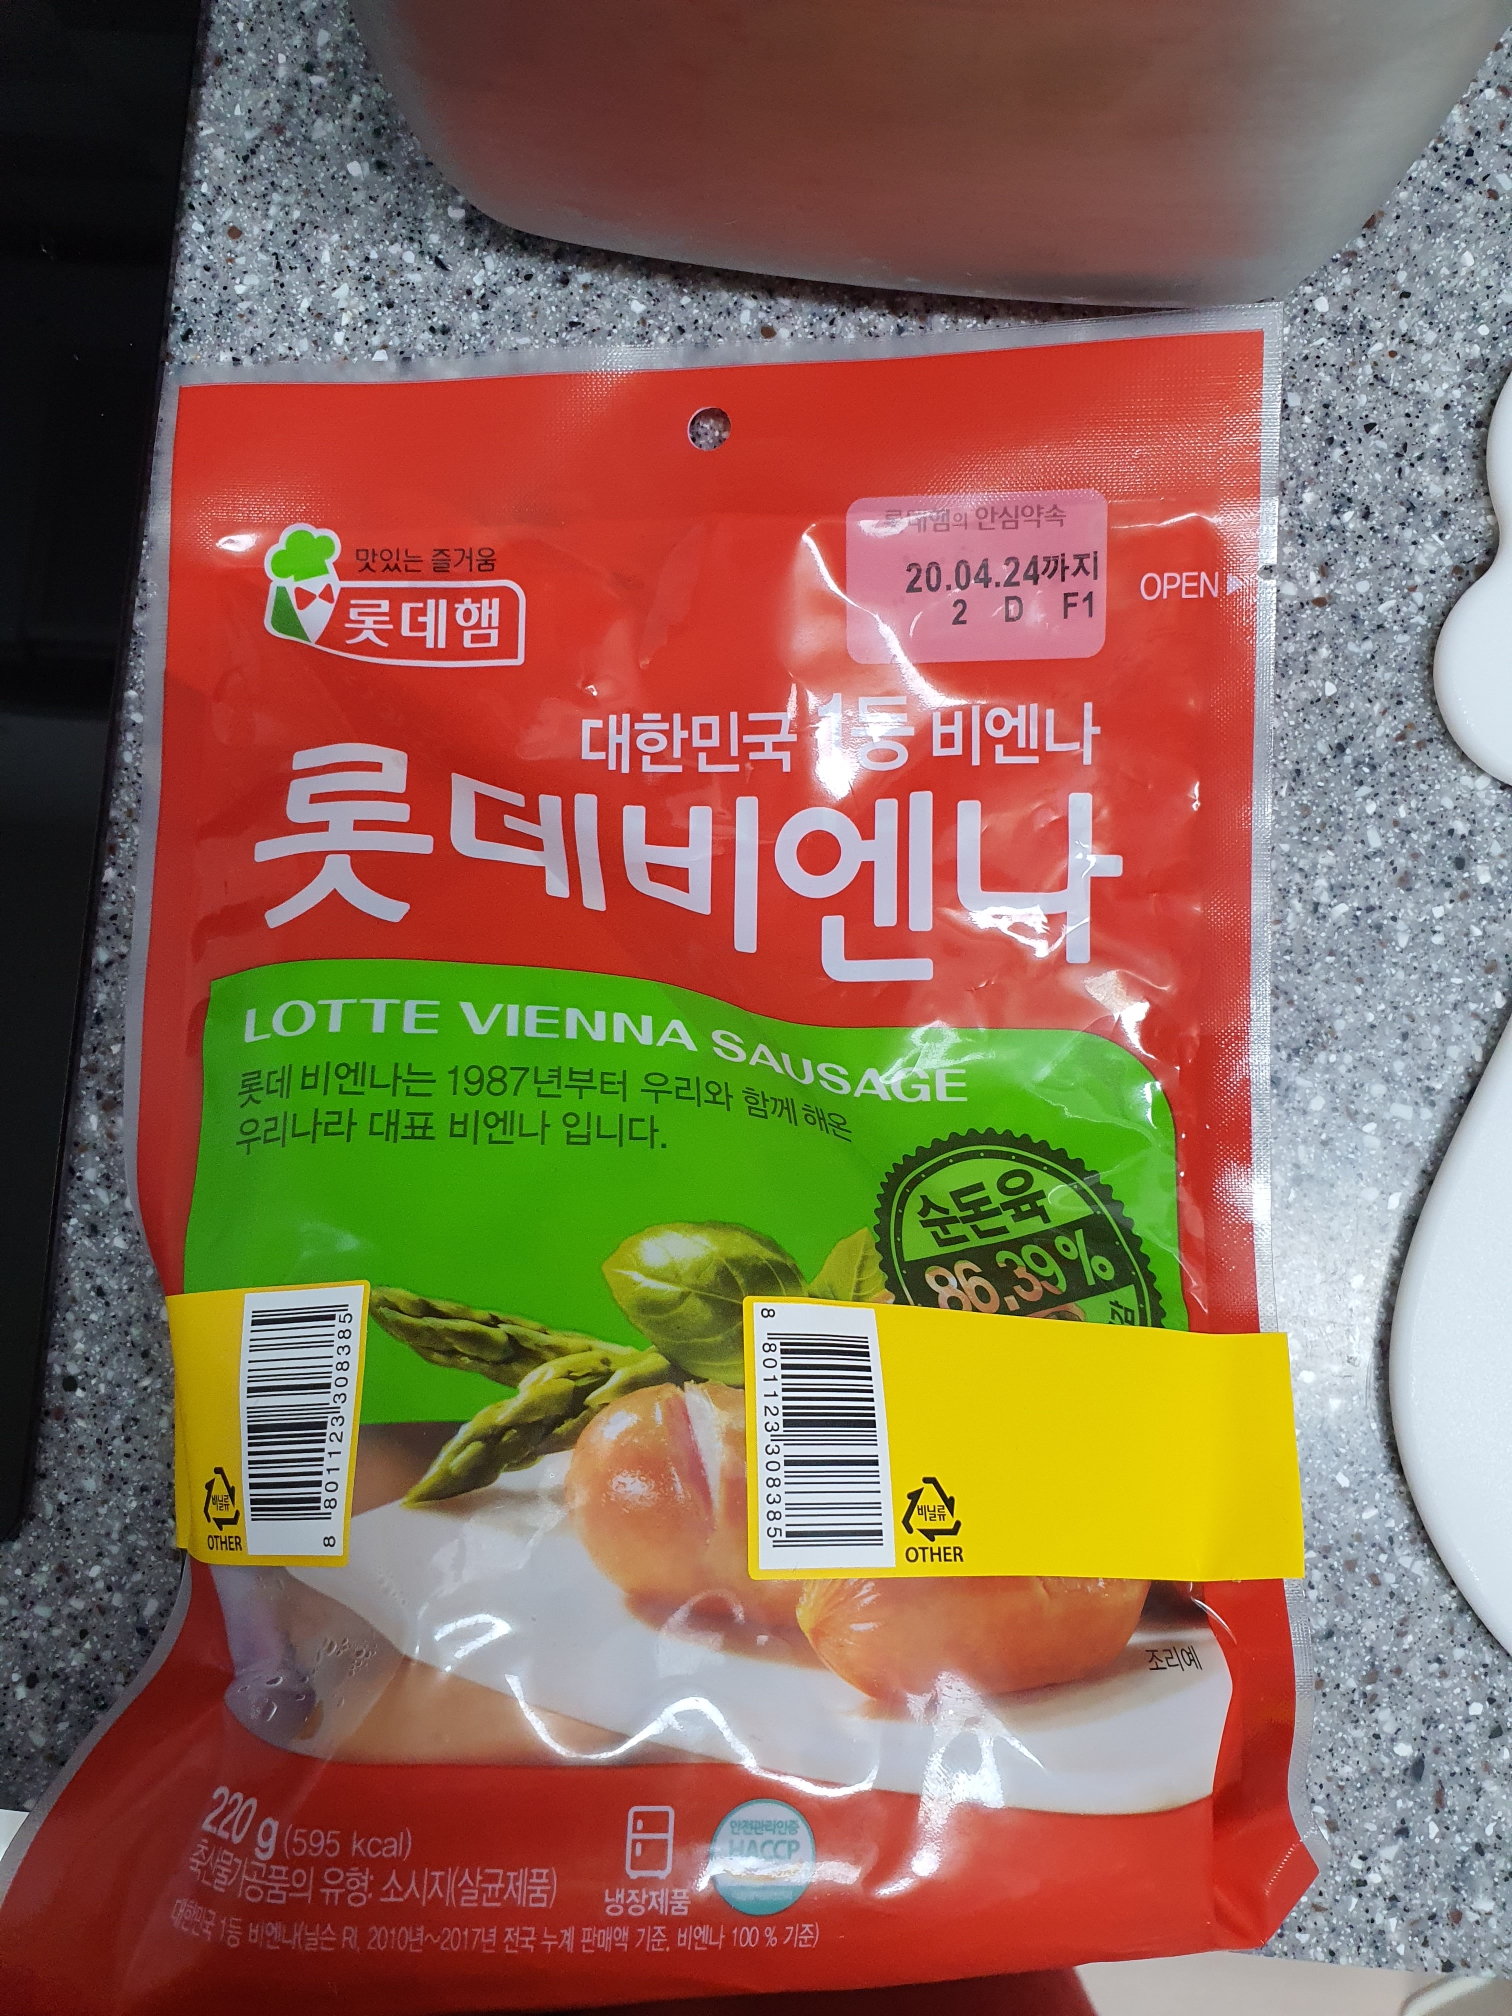 맛있는 즐거움
롯데햄
롯데햄의 안심약속
20.04.24까지
2 D F1
OPEN
대한민국 1등 비엔나
롯데비엔나
LOTTE VIENNA SAUSAGE
롯데 비엔나는 1987년부터 우리와 함께 해온
우리나라 대표 비엔나 입니다.
순돈육
86.39%
8 801123 308385
비닐류
OTHER
8 801123 308385
비닐류
OTHER
조리예
220 g (595 kcal)
축산물가공품의 유형: 소시지(살균제품)
냉장제품
안전관리인증
HACCP
대한민국 1등 비엔나(닐슨 RI, 2010년~2017년 전국 누계 판매액 기준, 비엔나 100 % 기준)